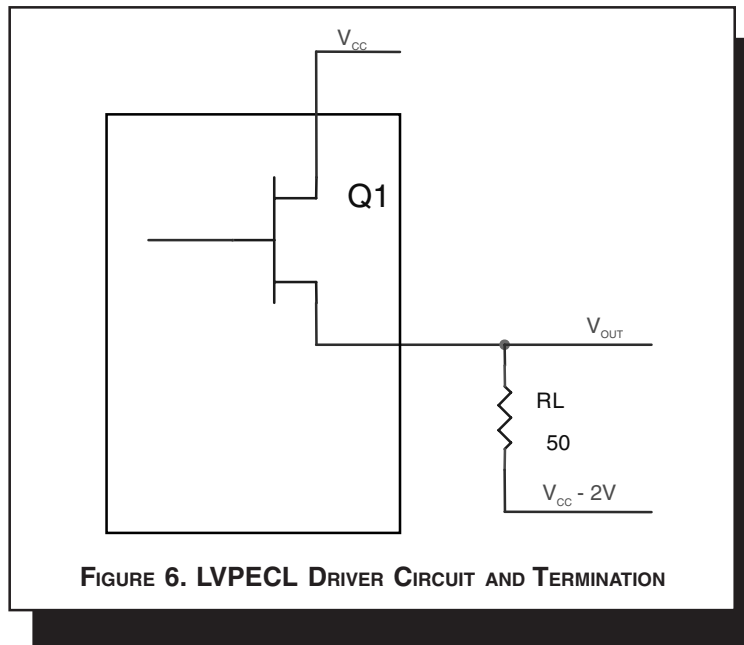 V_CC
Q1
V_OUT
RL
50
V_CC - 2V
FIGURE 6. LVPECL DRIVER CIRCUIT AND TERMINATION